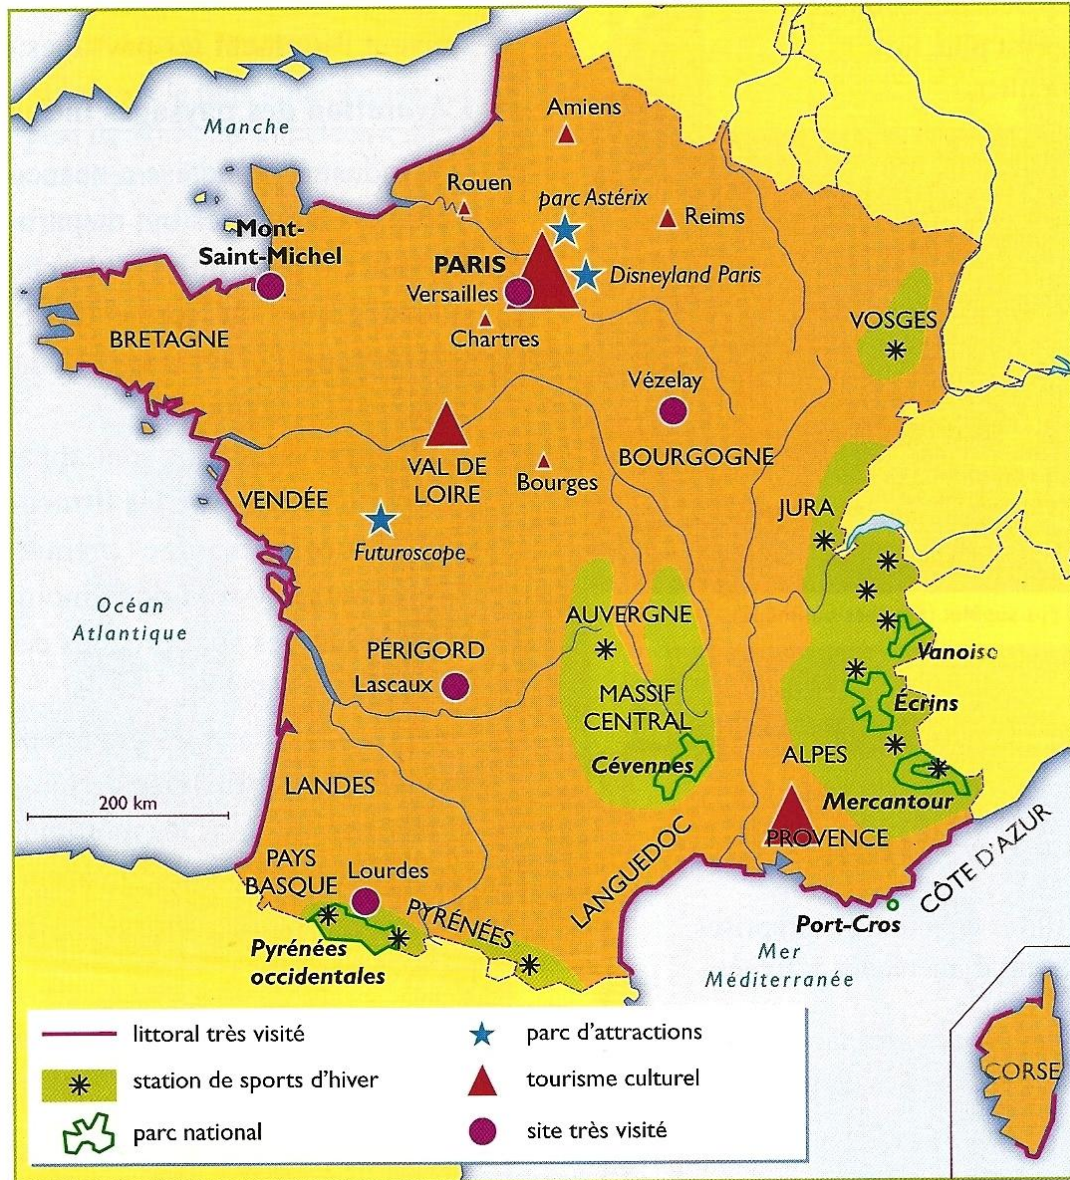 Manche
Amiens
Rouen
parc Astérix
Reims
Mont-
Saint-Michel
PARIS
Disneyland Paris
Versailles
Chartres
BRETAGNE
VOSGES
Vézelay
VAL DE
LOIRE
Bourges
BOURGOGNE
VENDÉE
JURA
Futuroscope
Océan
Atlantique
AUVERGNE
PÉRIGORD
Lascaux
Vanoise
MASSIF
CENTRAL
Écrins
ALPES
Cévennes
LANDES
Mercantour
200 km
PROVENCE
PAYS
BASQUE
Lourdes
LANGUEDOC
CÔTE D'AZUR
PYRÉNÉES
Port-Cros
Pyrénées
occidentales
Mer
Méditerranée
CORSE
littoral très visité
station de sports d'hiver
parc national
parc d'attractions
tourisme culturel
site très visité